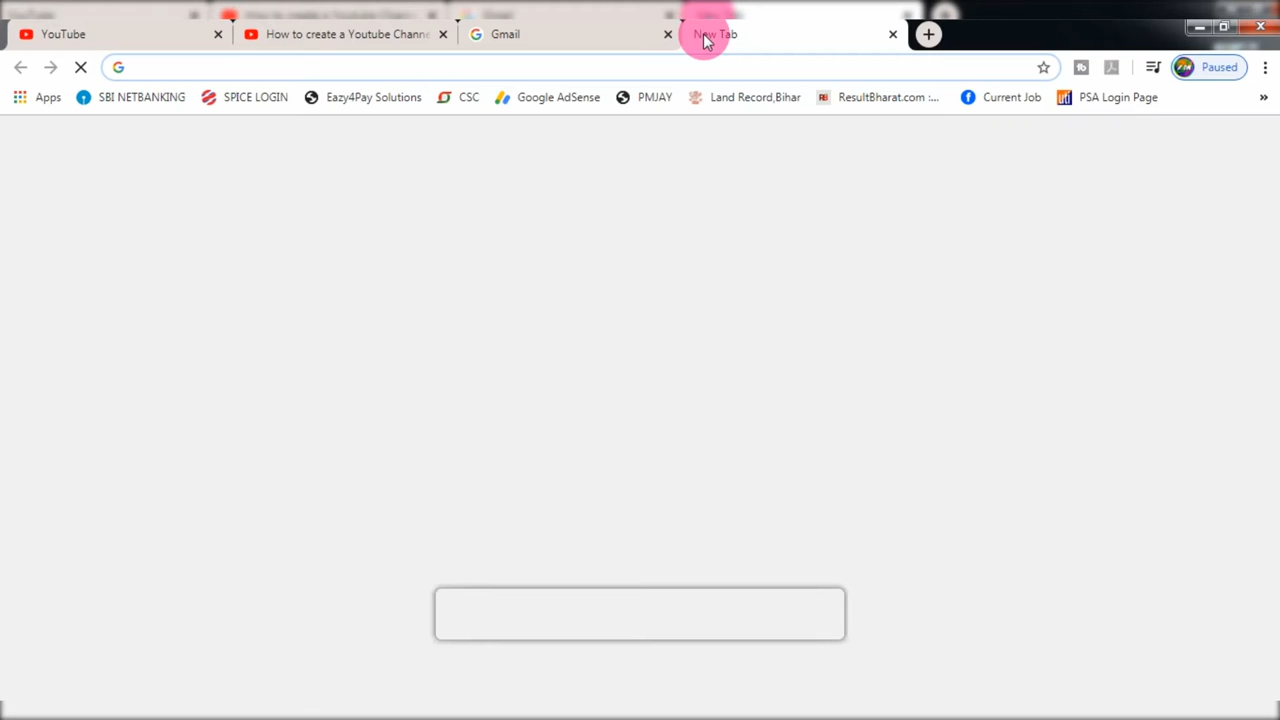 YouTube How to create a Youtube Chann Gmail New Tab
Paused
Apps SBI NETBANKING SPICE LOGIN Eazy4Pay Solutions CSC Google AdSense PMJAY Land Record,Bihar ResultBharat.com :... Current Job PSA Login Page »